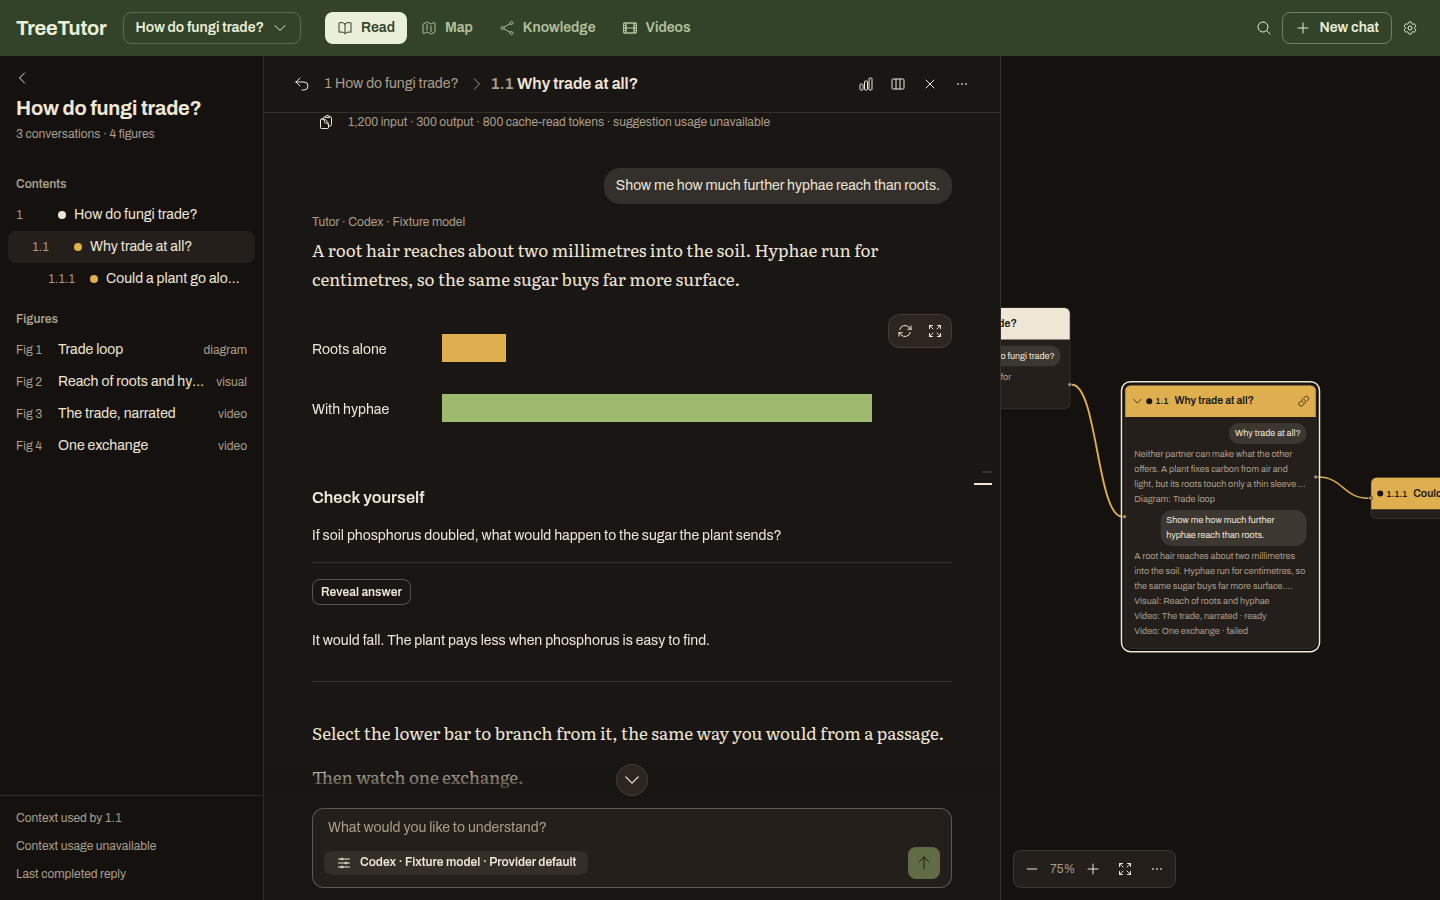 TreeTutor
How do fungi trade?
Read
Map
Knowledge
Videos
New chat
How do fungi trade?
3 conversations · 4 figures
Contents
1 How do fungi trade?
1.1 Why trade at all?
1.1.1 Could a plant go alo...
Figures
Fig 1 Trade loop diagram
Fig 2 Reach of roots and hy... visual
Fig 3 The trade, narrated video
Fig 4 One exchange video
Context used by 1.1
Context usage unavailable
Last completed reply
1 How do fungi trade?
1.1 Why trade at all?
1,200 input · 300 output · 800 cache-read tokens · suggestion usage unavailable
Show me how much further hyphae reach than roots.
Tutor · Codex · Fixture model
A root hair reaches about two millimetres into the soil. Hyphae run for
centimetres, so the same sugar buys far more surface.
Roots alone
With hyphae
Check yourself
If soil phosphorus doubled, what would happen to the sugar the plant sends?
Reveal answer
It would fall. The plant pays less when phosphorus is easy to find.
Select the lower bar to branch from it, the same way you would from a passage.
Then watch one exchange.
What would you like to understand?
Codex · Fixture model · Provider default
de?
o fungi trade?
for
1.1 Why trade at all?
Why trade at all?
Neither partner can make what the other
offers. A plant fixes carbon from air and
light, but its roots touch only a thin sleeve ...
Diagram: Trade loop
Show me how much further
hyphae reach than roots.
A root hair reaches about two millimetres
into the soil. Hyphae run for centimetres, so
the same sugar buys far more surface....
Visual: Reach of roots and hyphae
Video: The trade, narrated · ready
Video: One exchange · failed
1.1.1 Could
75%